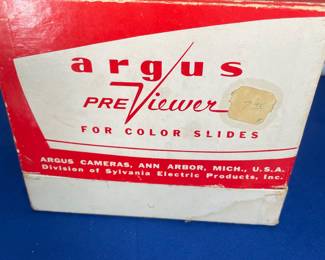 argus
PREViewer
FOR COLOR SLIDES
ARGUS CAMERAS, ANN ARBOR, MICH., U.S.A.
Division of Sylvania Electric Products, Inc.